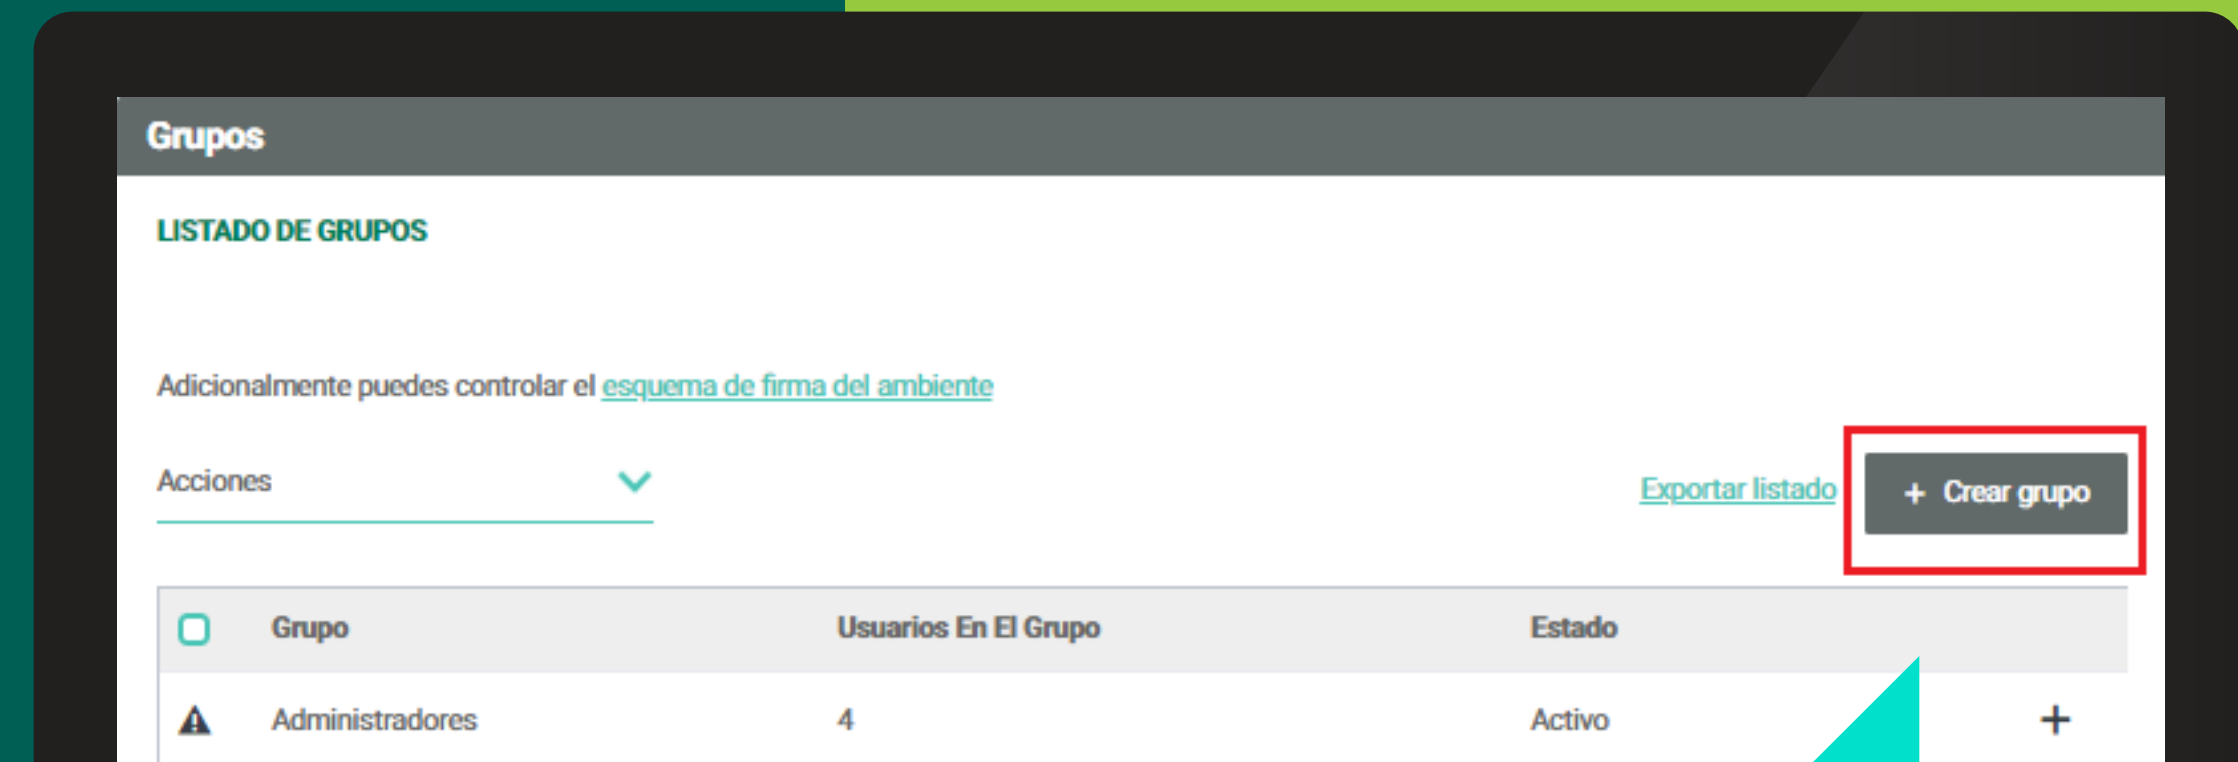 Grupos
LISTADO DE GRUPOS
Adicionalmente puedes controlar el esquema de firma del ambiente
Acciones
Exportar listado
+ Crear grupo
Grupo Usuarios En El Grupo Estado
Administradores 4 Activo +